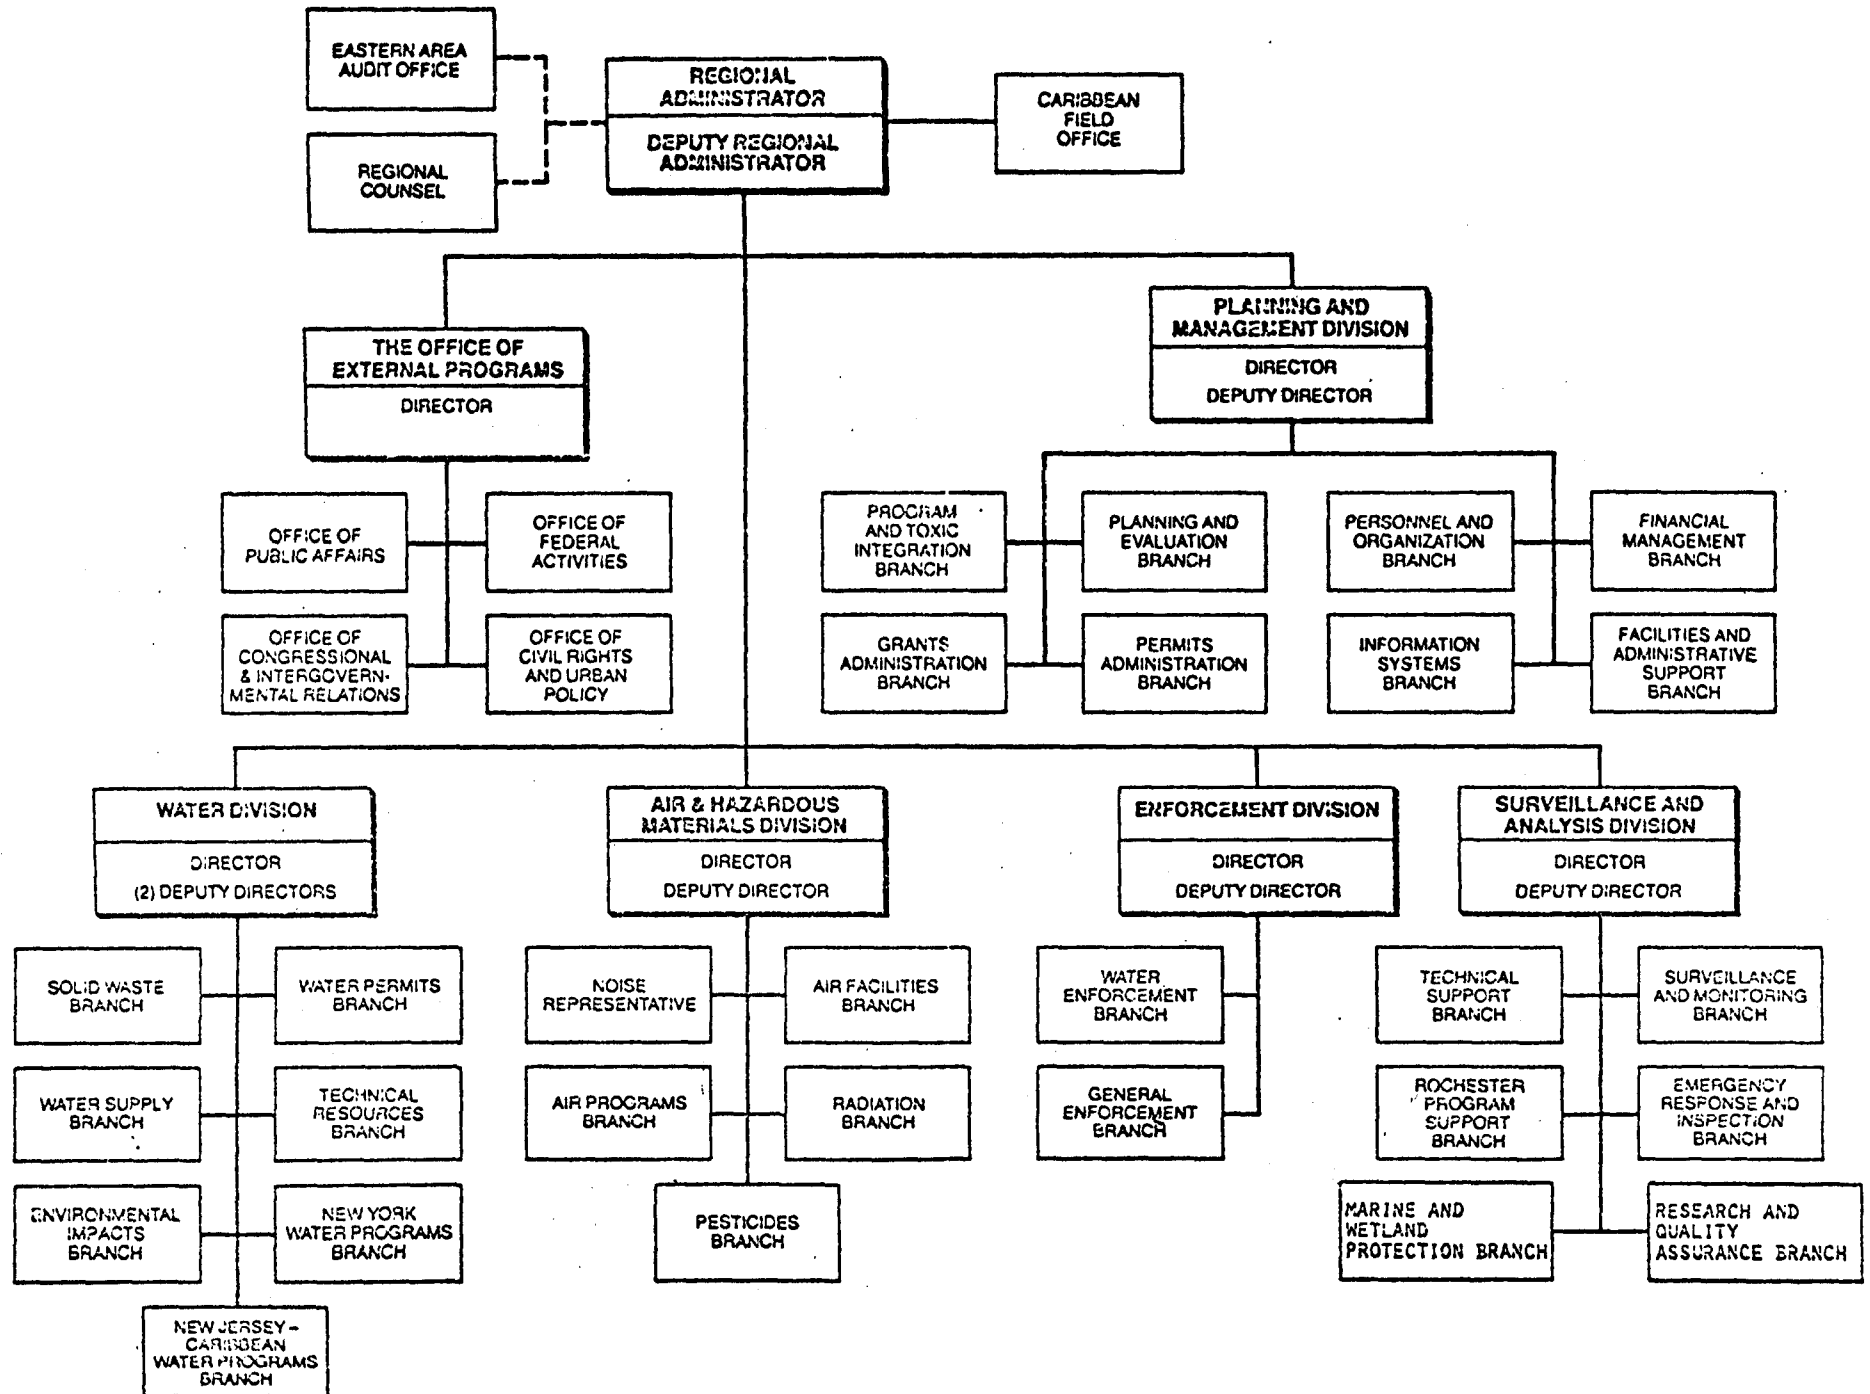 EASTERN AREA
AUDIT OFFICE
REGIONAL
ADMINISTRATOR
DEPUTY REGIONAL
ADMINISTRATOR
CARIBBEAN
FIELD
OFFICE
REGIONAL
COUNSEL
THE OFFICE OF
EXTERNAL PROGRAMS
DIRECTOR
PLANNING AND
MANAGEMENT DIVISION
DIRECTOR
DEPUTY DIRECTOR
OFFICE OF
PUBLIC AFFAIRS
OFFICE OF
FEDERAL
ACTIVITIES
OFFICE OF
CONGRESSIONAL
& INTERGOVERN-
MENTAL RELATIONS
OFFICE OF
CIVIL RIGHTS
AND URBAN
POLICY
PROGRAM
AND TOXIC
INTEGRATION
BRANCH
PLANNING AND
EVALUATION
BRANCH
PERSONNEL AND
ORGANIZATION
BRANCH
FINANCIAL
MANAGEMENT
BRANCH
GRANTS
ADMINISTRATION
BRANCH
PERMITS
ADMINISTRATION
BRANCH
INFORMATION
SYSTEMS
BRANCH
FACILITIES AND
ADMINISTRATIVE
SUPPORT
BRANCH
WATER DIVISION
DIRECTOR
(2) DEPUTY DIRECTORS
AIR & HAZARDOUS
MATERIALS DIVISION
DIRECTOR
DEPUTY DIRECTOR
ENFORCEMENT DIVISION
DIRECTOR
DEPUTY DIRECTOR
SURVEILLANCE AND
ANALYSIS DIVISION
DIRECTOR
DEPUTY DIRECTOR
SOLID WASTE
BRANCH
WATER PERMITS
BRANCH
WATER SUPPLY
BRANCH
TECHNICAL
RESOURCES
BRANCH
ENVIRONMENTAL
IMPACTS
BRANCH
NEW YORK
WATER PROGRAMS
BRANCH
NEW JERSEY –
CARIBBEAN
WATER PROGRAMS
BRANCH
NOISE
REPRESENTATIVE
AIR FACILITIES
BRANCH
AIR PROGRAMS
BRANCH
RADIATION
BRANCH
PESTICIDES
BRANCH
WATER
ENFORCEMENT
BRANCH
GENERAL
ENFORCEMENT
BRANCH
TECHNICAL
SUPPORT
BRANCH
SURVEILLANCE
AND MONITORING
BRANCH
ROCHESTER
PROGRAM
SUPPORT
BRANCH
EMERGENCY
RESPONSE AND
INSPECTION
BRANCH
MARINE AND
WETLAND
PROTECTION BRANCH
RESEARCH AND
QUALITY
ASSURANCE BRANCH